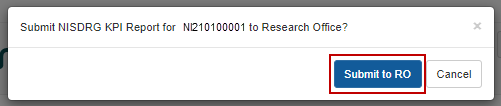 Submit NISDRG KPI Report for NI210100001 to Research Office?
×
Submit to RO Cancel